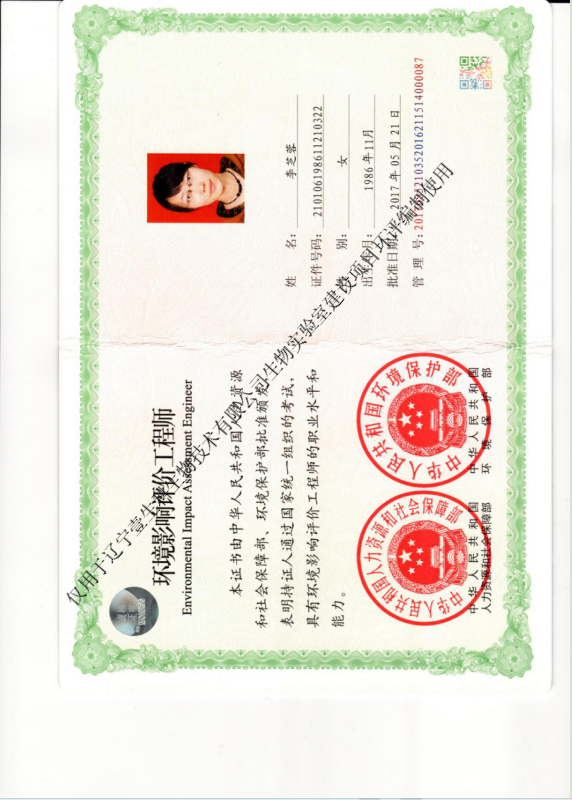 环境影响评价工程师
Environmental Impact Assessment Engineer
本证书由中华人民共和国人力资源
和社会保障部、环境保护部批准颁发,
表明持证人通过国家统一组织的考试、
具有环境影响评价工程师的职业水平和
能力。
中华人民共和国人力资源和社会保障部
中华人民共和国
人力资源和社会保障部
中华人民共和国环境保护部
中华人民共和国
环境保护部
姓 名: 李芝蓉
证件号码: 210106198611210322
性 别: 女
出生年月: 1986年11月
批准日期: 2017年05月21日
管 理 号:
仅用于辽宁壹生 技术有限公司生物实验室建设项目环评编制使用